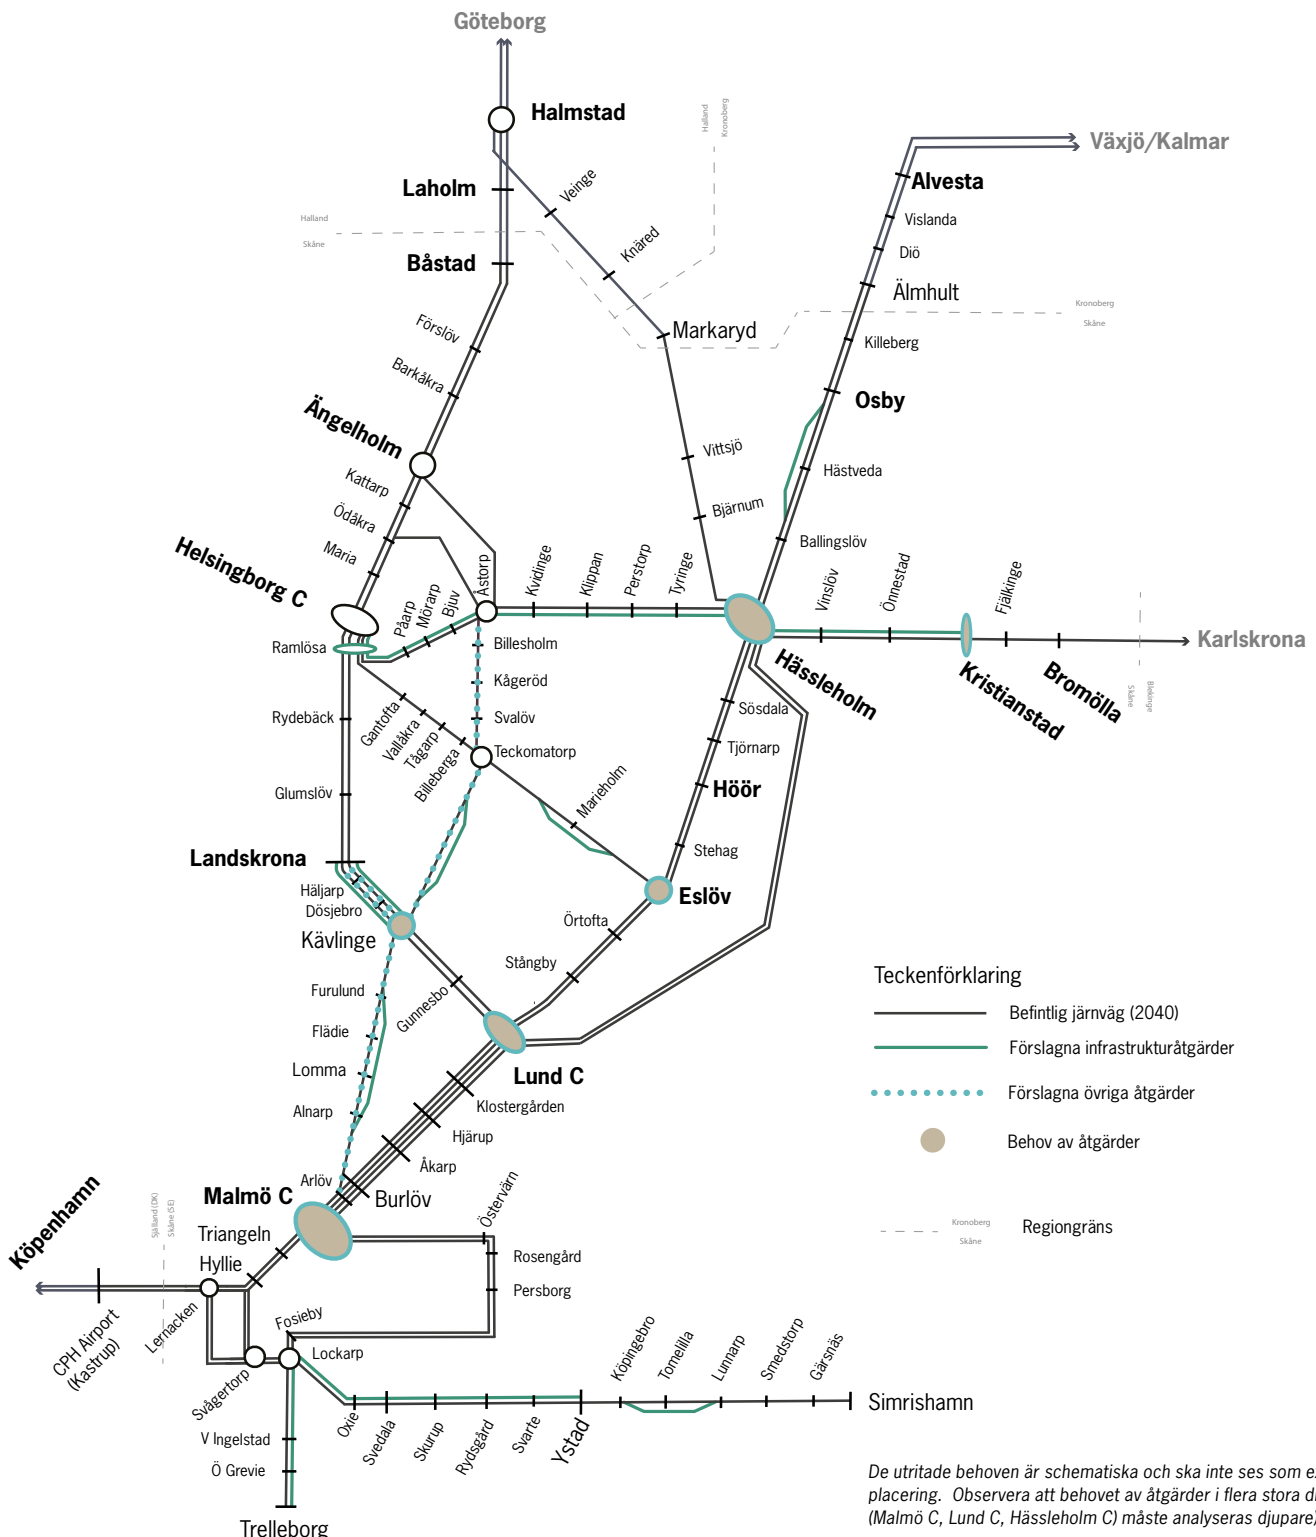 Göteborg
Halmstad
Halland
Kronoberg
Växjö/Kalmar
Alvesta
Laholm
Veinge
Vislanda
Halland
Skåne
Knäred
Diö
Båstad
Älmhult
Kronoberg
Skåne
Förslöv
Markaryd
Killeberg
Barkåkra
Osby
Ängelholm
Vittsjö
Hästveda
Kattarp
Ödåkra
Bjärnum
Ballingslöv
Maria
Helsingborg C
Åstorp
Kvidinge
Klippan
Perstorp
Tyringe
Vinslöv
Önnestad
Fjälkinge
Påarp
Mörarp
Bjuv
Ramlösa
Billesholm
Karlskrona
Hässleholm
Kristianstad
Bromölla
Blekinge
Skåne
Kågeröd
Rydebäck
Gantofta
Vallåkra
Tågarp
Billeberga
Svalöv
Sösdala
Teckomatorp
Tjörnarp
Glumslöv
Marieholm
Höör
Landskrona
Stehag
Häljarp
Dösjebro
Eslöv
Kävlinge
Örtofta
Stångby
Furulund
Gunnesbo
Flädie
Lomma
Lund C
Alnarp
Klostergården
Hjärup
Åkarp
Arlöv
Burlöv
Malmö C
Teckenförklaring
Befintlig järnväg (2040)
Förslagna infrastrukturåtgärder
Förslagna övriga åtgärder
Behov av åtgärder
Kronoberg
Skåne
Regiongräns
Köpenhamn
Själland (DK)
Skåne (SE)
Triangeln
Hyllie
Östervärn
Rosengård
Persborg
CPH Airport
(Kastrup)
Lernacken
Fosieby
Lockarp
Svågertorp
Köpingebro
Tomelilla
Lunnarp
Smedstorp
Gärsnäs
Simrishamn
Oxie
Svedala
Skurup
Rydsgård
Svarte
Ystad
V Ingelstad
Ö Grevie
Trelleborg
De utritade behoven är schematiska och ska inte ses som e
placering. Observera att behovet av åtgärder i flera stora d
(Malmö C, Lund C, Hässleholm C) måste analyseras djupare)